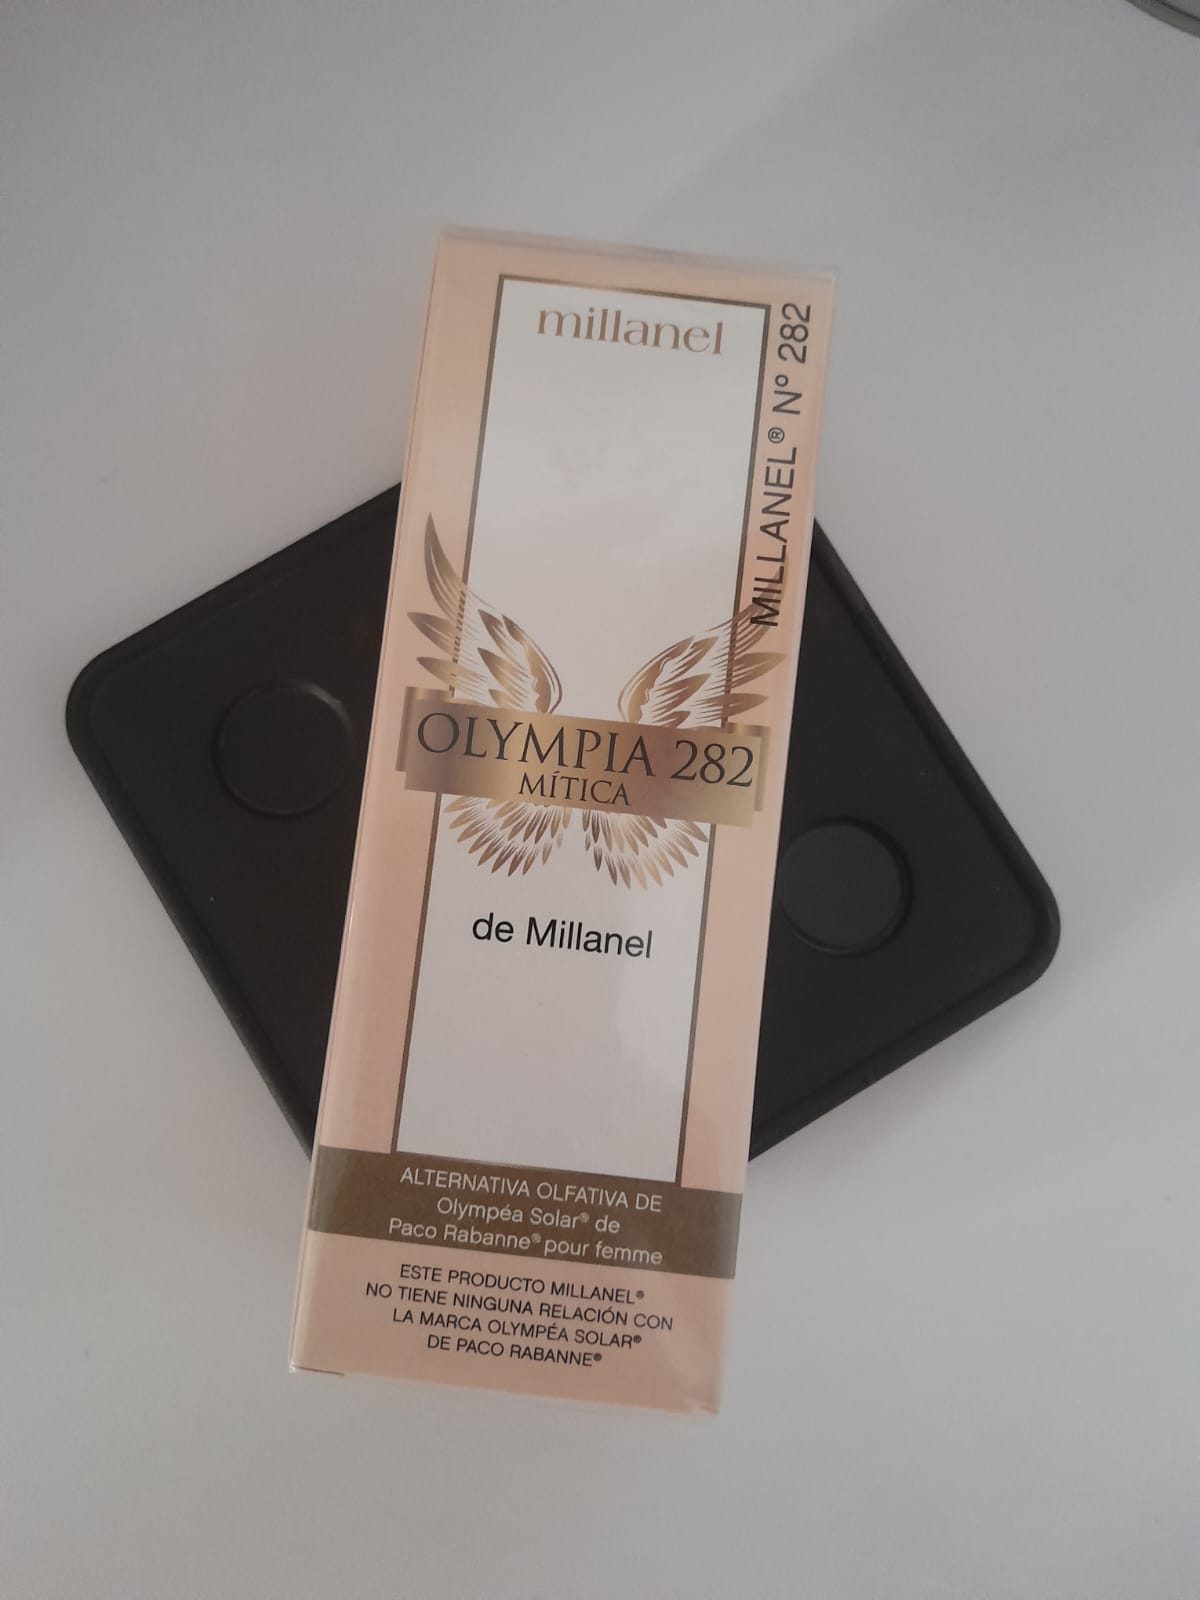 millanel
MILLANEL® Nº 282
OLYMPIA 282
MÍTICA
de Millanel
ALTERNATIVA OLFATIVA DE
Olympéa Solar® de
Paco Rabanne® pour femme
ESTE PRODUCTO MILLANEL®
NO TIENE NINGUNA RELACIÓN CON
LA MARCA OLYMPÉA SOLAR®
DE PACO RABANNE®